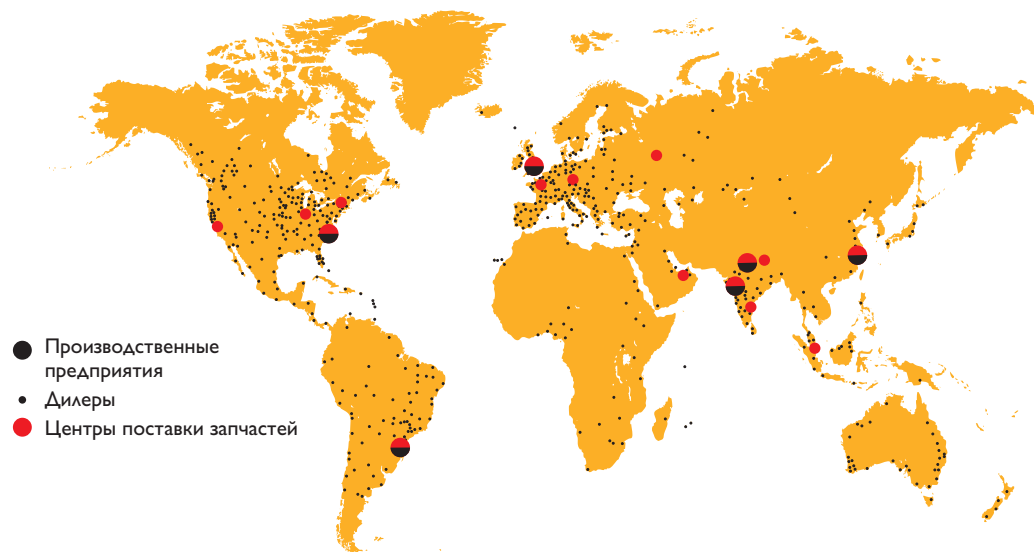 Производственные
предприятия
Дилеры
Центры поставки запчастей